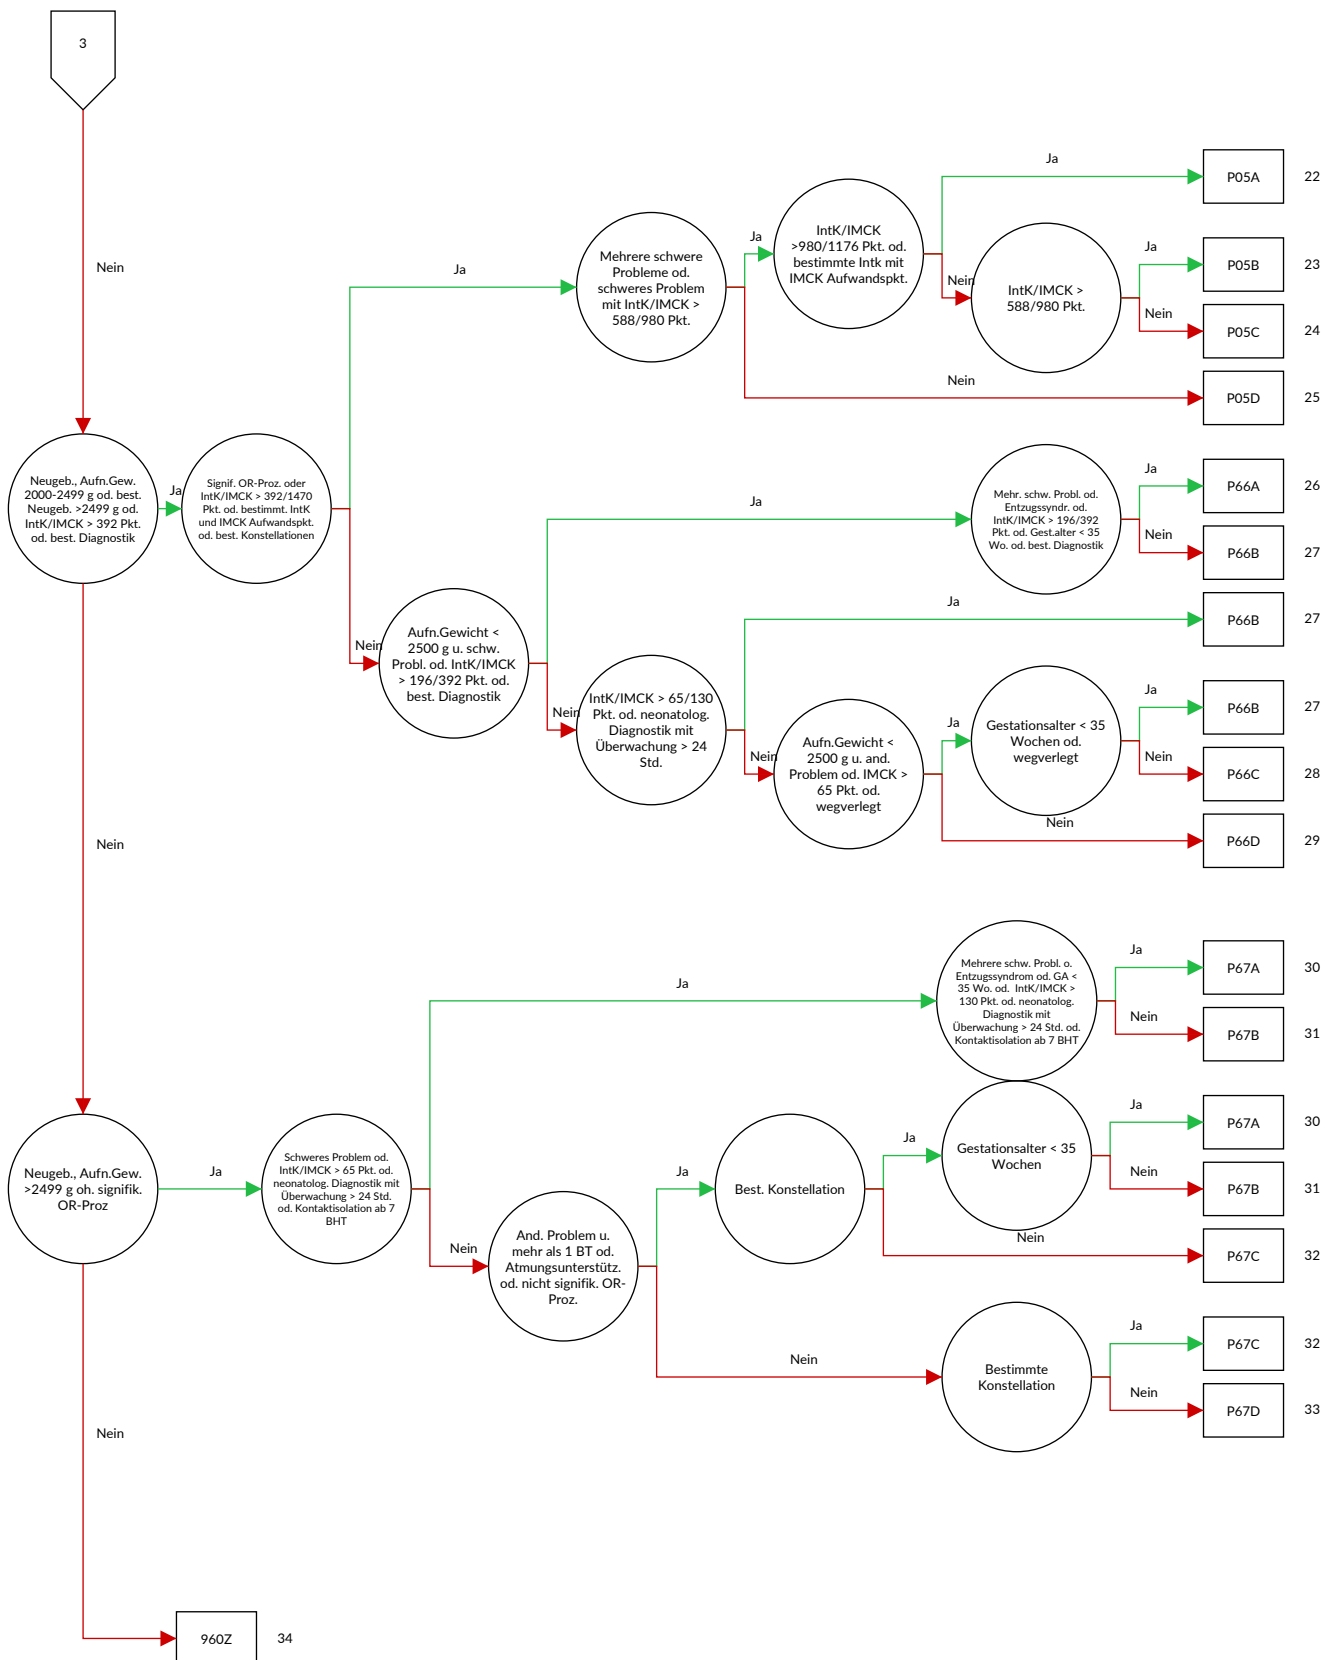 3
Nein
Ja
P05A
22
Mehrere schwere
Probleme od.
schweres Problem
mit IntK/IMCK >
588/980 Pkt.
Ja
Ja
IntK/IMCK
>980/1176 Pkt. od.
bestimmte Intk mit
IMCK Aufwandspkt.
Nein
IntK/IMCK >
588/980 Pkt.
Ja
P05B
23
Nein
P05C
24
Nein
P05D
25
Neugeb., Aufn.Gew.
2000-2499 g od. best.
Neugeb. >2499 g od.
IntK/IMCK > 392 Pkt.
od. best. Diagnostik
Ja
Signif. OR-Proz. oder
IntK/IMCK > 392/1470
Pkt. od. bestimmt. IntK
und IMCK Aufwandspkt.
od. best. Konstellationen
Ja
Mehr. schw. Probl. od.
Entzugssyndr. od.
IntK/IMCK > 196/392
Pkt. od. Gest.alter < 35
Wo. od. best. Diagnostik
Ja
P66A
26
Nein
P66B
27
Nein
Aufn.Gewicht <
2500 g u. schw.
Probl. od. IntK/IMCK
> 196/392 Pkt. od.
best. Diagnostik
Ja
P66B
27
Nein
IntK/IMCK > 65/130
Pkt. od. neonatolog.
Diagnostik mit
Überwachung > 24
Std.
Nein
Aufn.Gewicht <
2500 g u. and.
Problem od. IMCK >
65 Pkt. od.
wegverlegt
Ja
Gestationsalter < 35
Wochen od.
wegverlegt
Ja
P66B
27
Nein
P66C
28
Nein
P66D
29
Nein
Ja
Mehrere schw. Probl. o.
Entzugssyndrom od. GA <
35 Wo. od. IntK/IMCK >
130 Pkt. od. neonatolog.
Diagnostik mit
Überwachung > 24 Std. od.
Kontaktisolation ab 7 BHT
Ja
P67A
30
Nein
P67B
31
Neugeb., Aufn.Gew.
>2499 g oh. signifik.
OR-Proz
Ja
Schweres Problem od.
IntK/IMCK > 65 Pkt. od.
neonatolog. Diagnostik mit
Überwachung > 24 Std.
od. Kontaktisolation ab 7
BHT
Nein
And. Problem u.
mehr als 1 BT od.
Atmungsunterstütz.
od. nicht signifik. OR-
Proz.
Ja
Best. Konstellation
Ja
Gestationsalter < 35
Wochen
Ja
P67A
30
Nein
P67B
31
Nein
P67C
32
Nein
Bestimmte
Konstellation
Ja
P67C
32
Nein
P67D
33
Nein
960Z
34